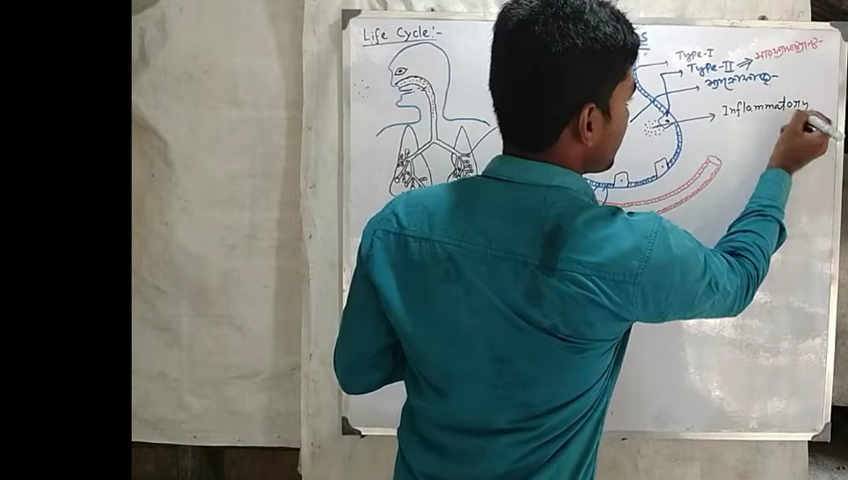 Life Cycle:-
S
Type-I
Type-II ⇒
Inflammatory